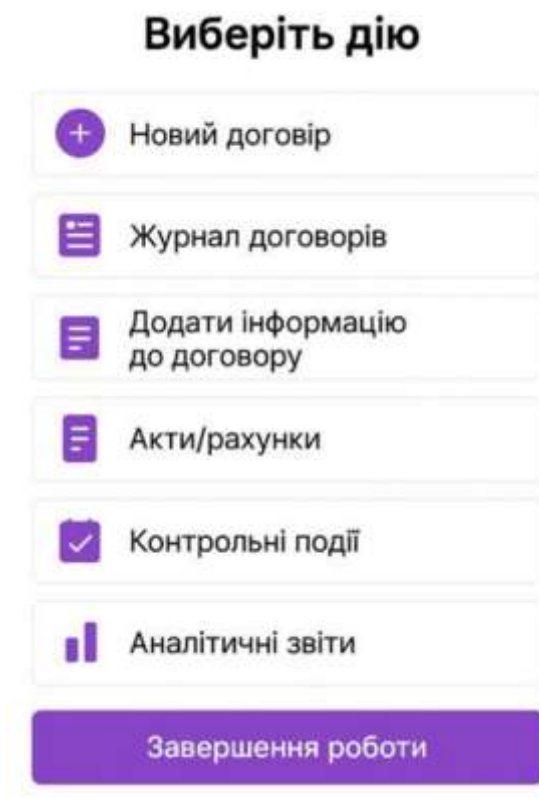 Виберіть дію
Новий договір
Журнал договорів
Додати інформацію
до договору
Акти/рахунки
Контрольні події
Аналітичні звіти
Завершення роботи